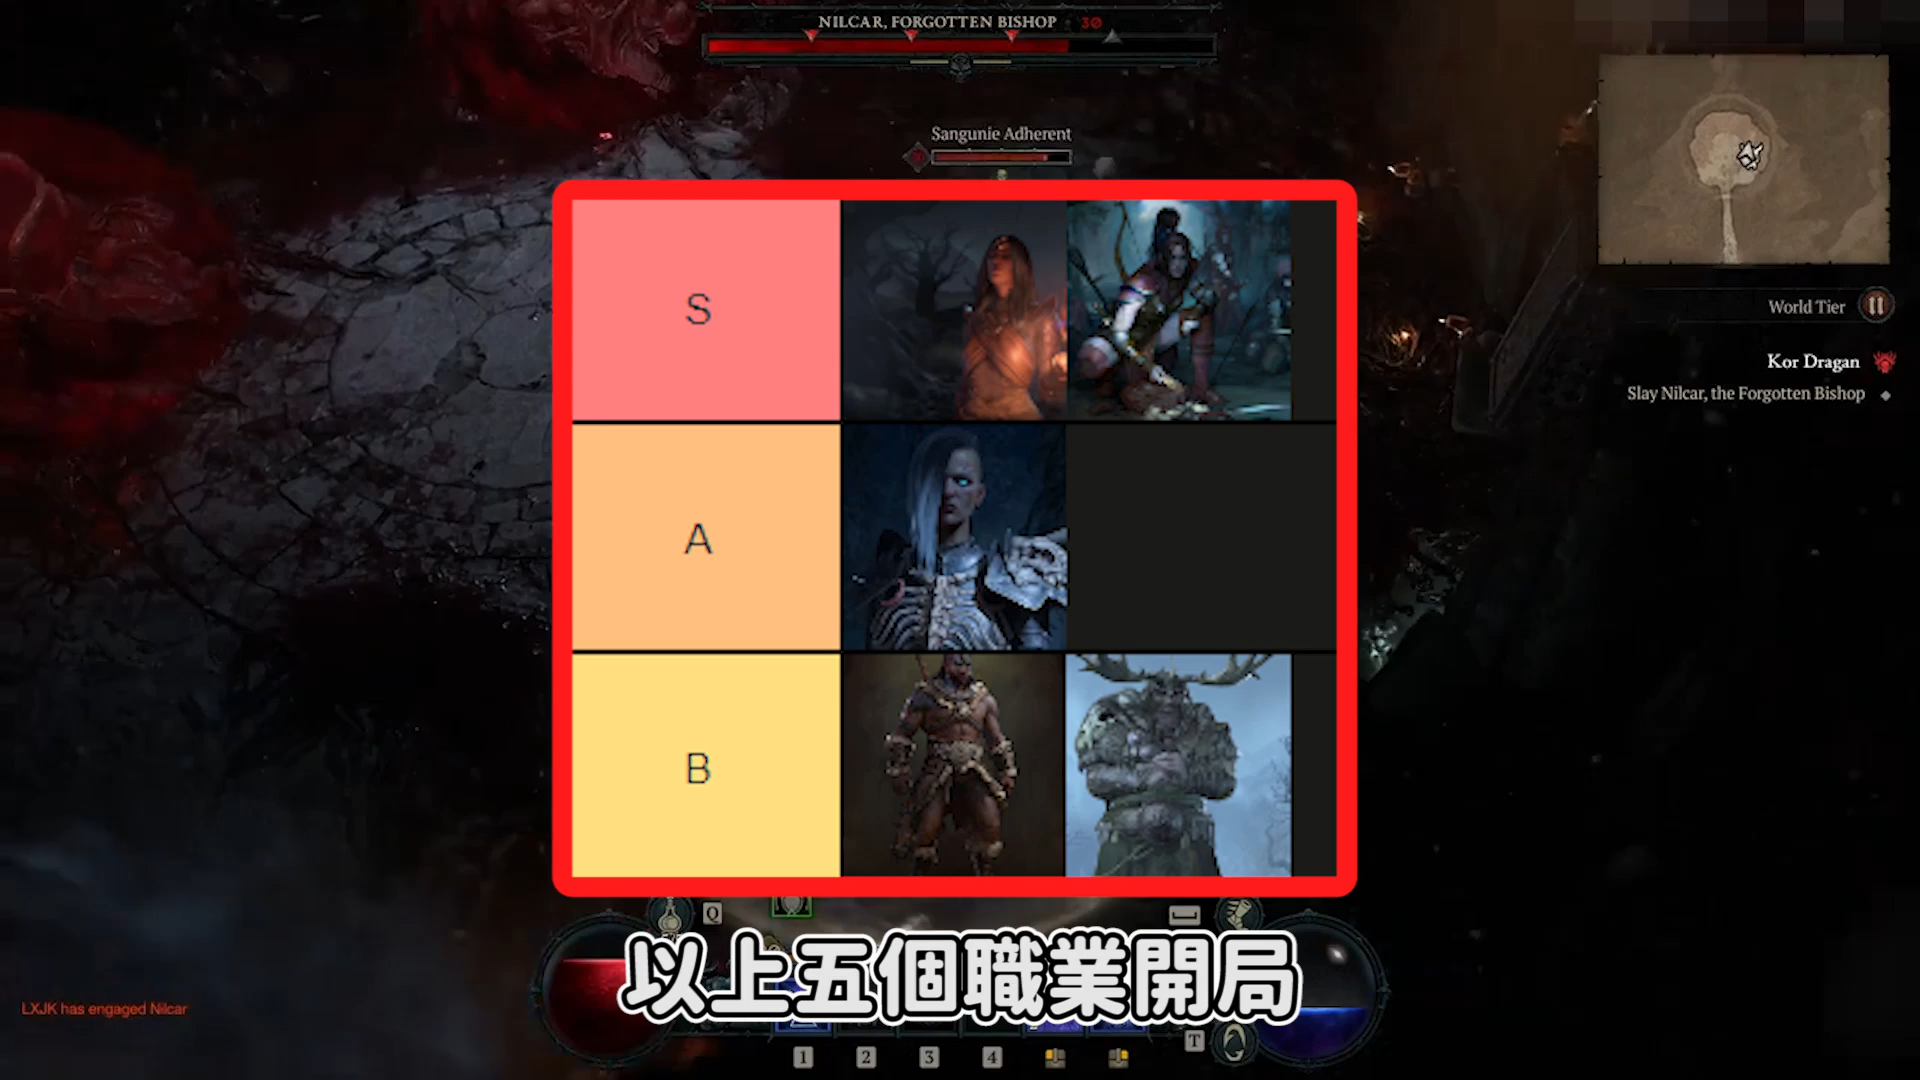 NILCAR, FORGOTTEN BISHOP 30
Sangunie Adherent
World Tier II
Kor Dragan
Slay Nilcar, the Forgotten Bishop
S
A
B
Q
以上五個職業開局
LXJK has engaged Nilcar
T
1 2 3 4